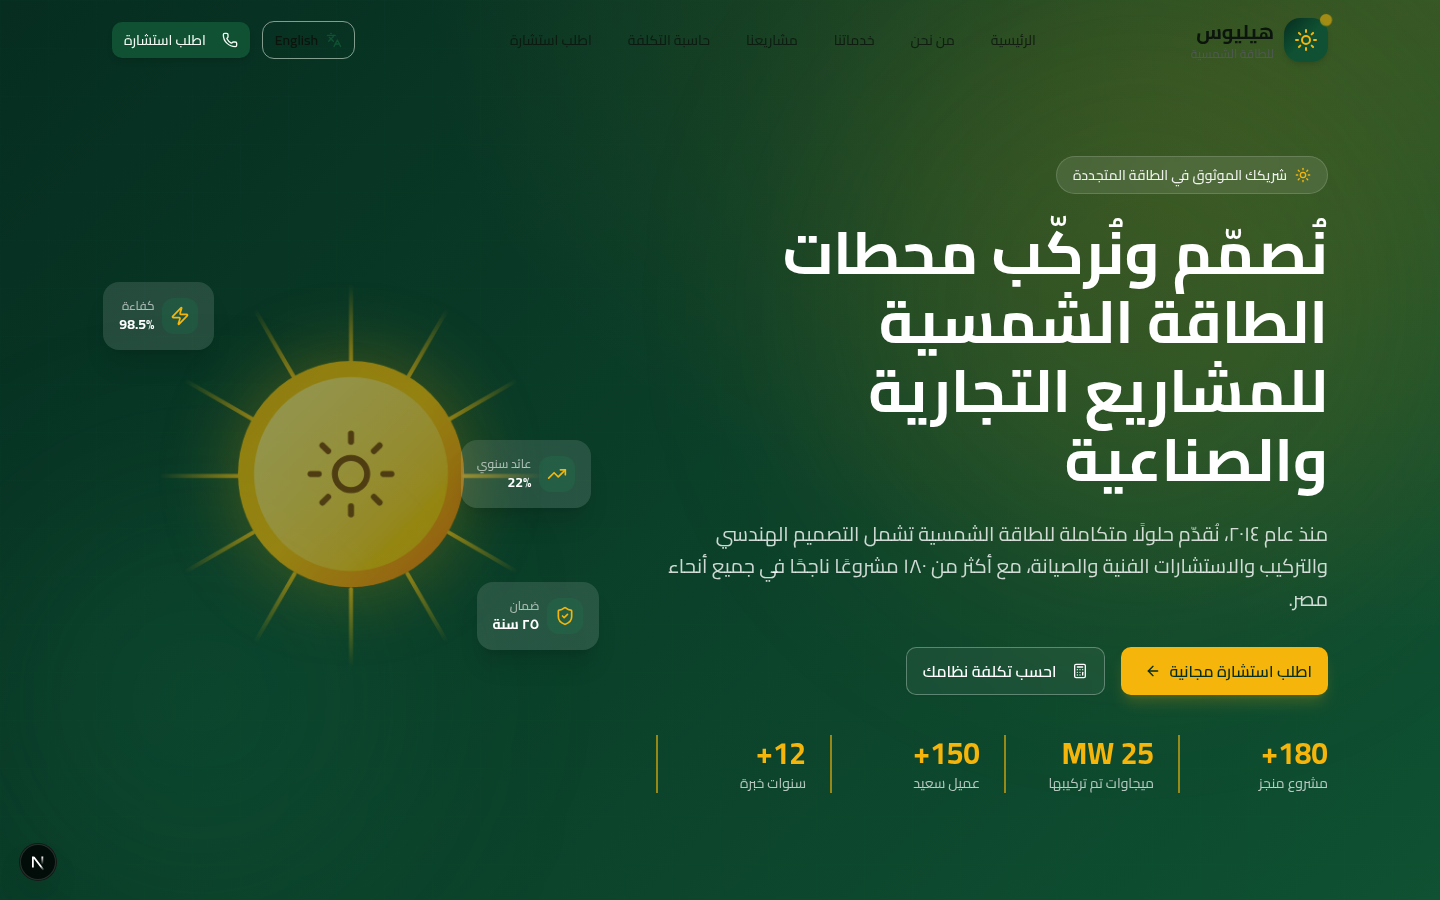 هيليوس
للطاقة الشمسية
الرئيسية
من نحن
خدماتنا
مشاريعنا
حاسبة التكلفة
اطلب استشارة
English
اطلب استشارة
شريكك الموثوق في الطاقة المتجددة
نُصمّم ونُركّب محطات
الطاقة الشمسية
للمشاريع التجارية
والصناعية
منذ عام ٢٠١٤، نُقدّم حلولًا متكاملة للطاقة الشمسية تشمل التصميم الهندسي
والتركيب والاستشارات الفنية والصيانة، مع أكثر من ١٨٠ مشروعًا ناجحًا في جميع أنحاء
مصر.
اطلب استشارة مجانية
احسب تكلفة نظامك
+180
مشروع منجز
25 MW
ميجاوات تم تركيبها
+150
عميل سعيد
+12
سنوات خبرة
كفاءة
98.5%
عائد سنوي
22%
ضمان
٢٥ سنة